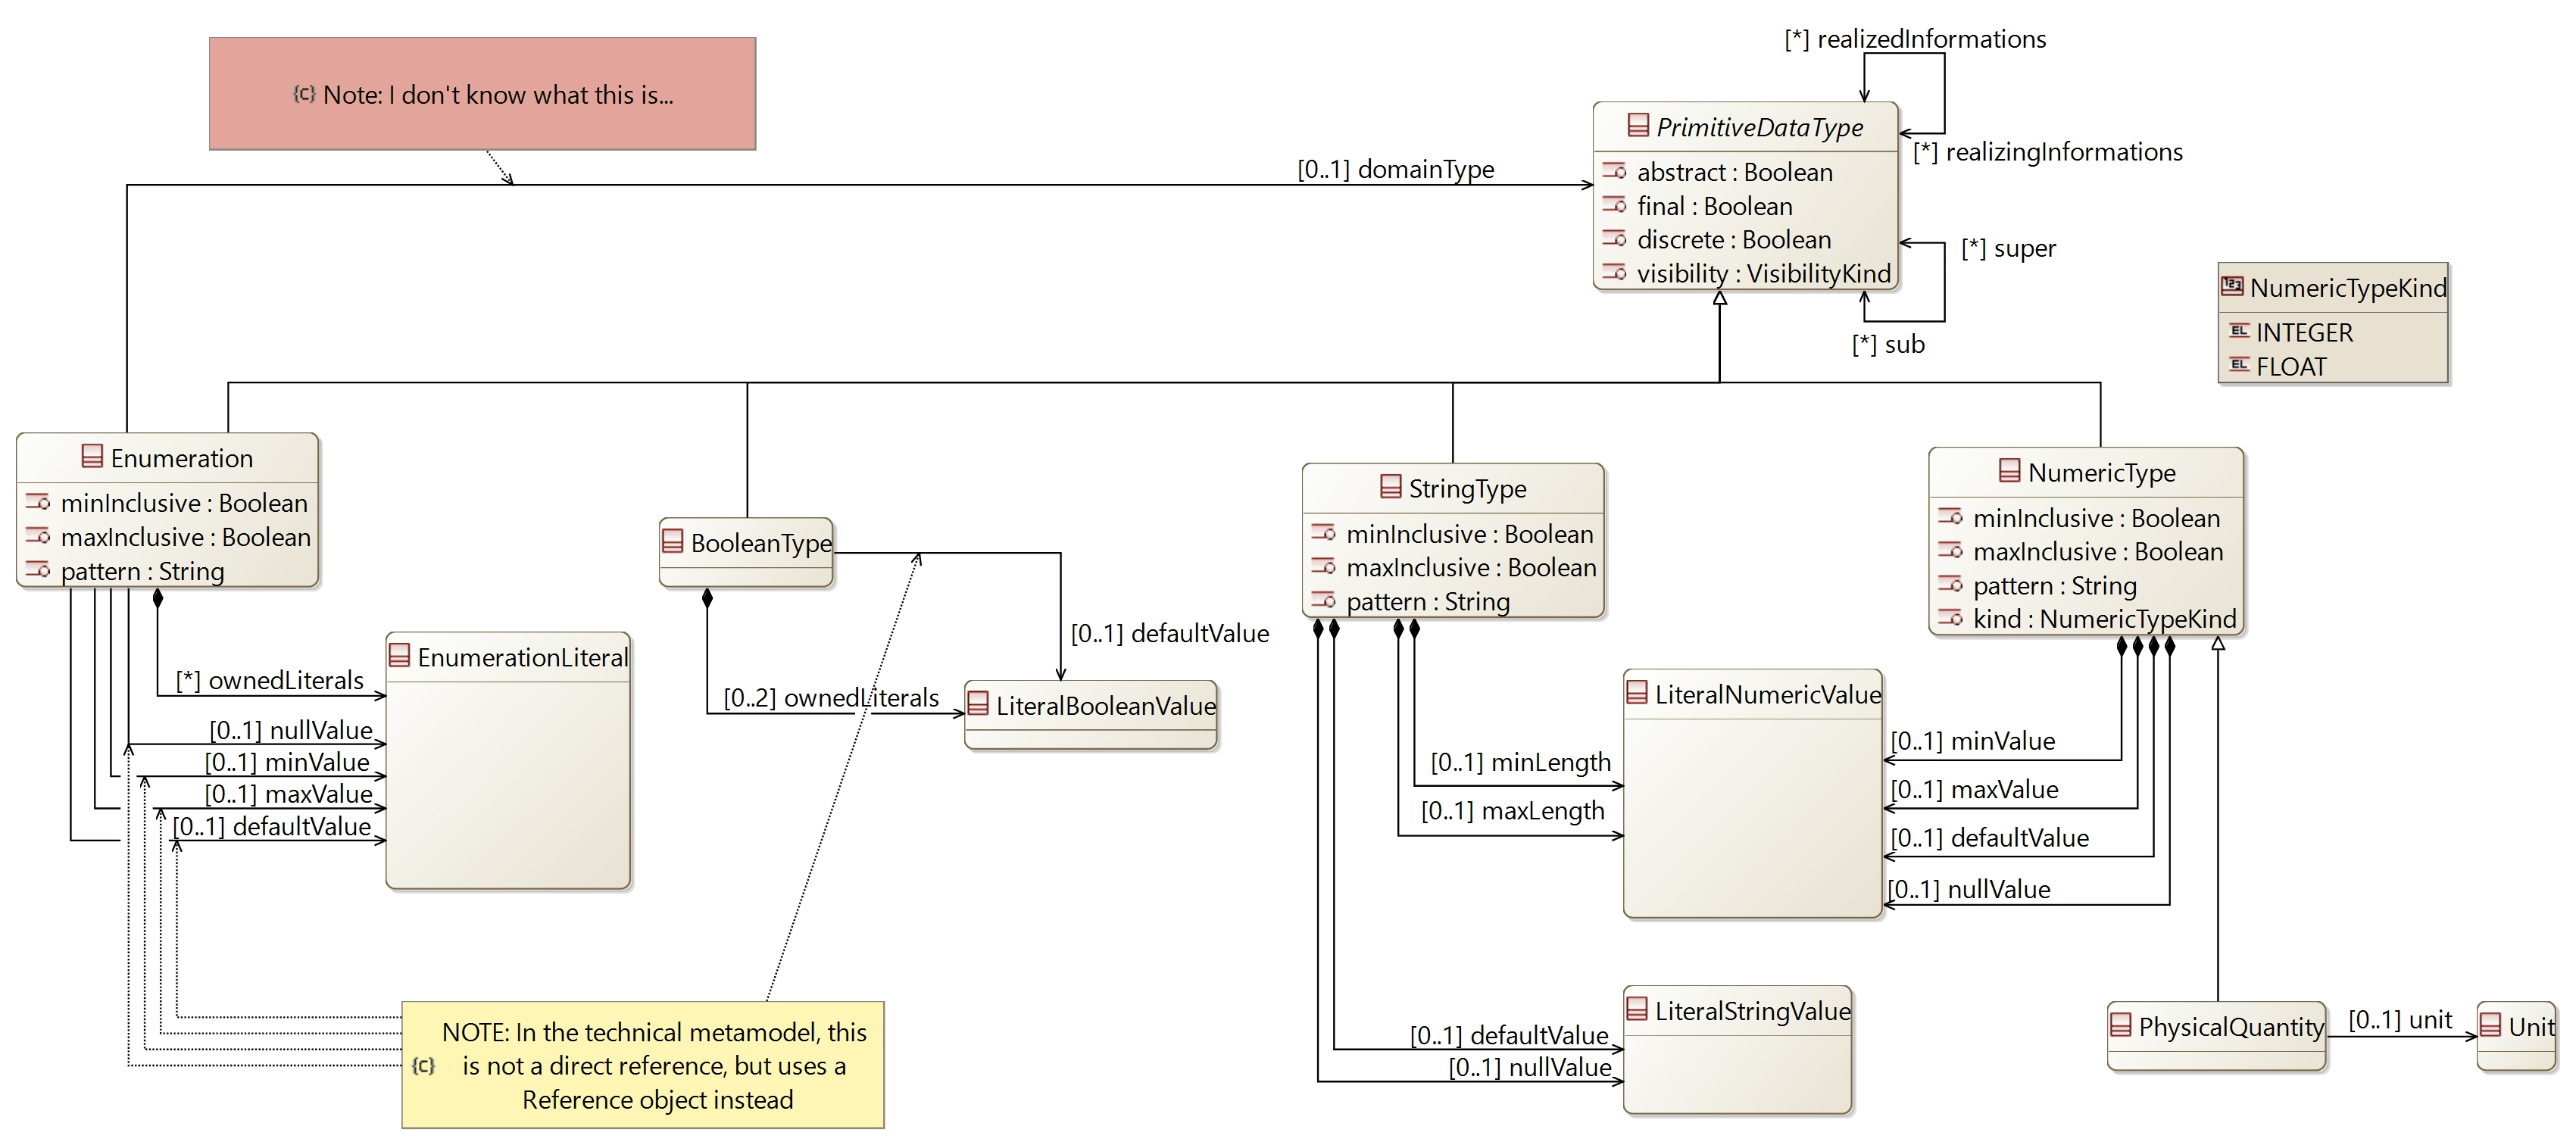 [*] realizedInformations
Note: I don't know what this is...
PrimitiveDataType
[*] realizingInformations
[0..1] domainType
abstract : Boolean
final : Boolean
discrete : Boolean
visibility : VisibilityKind
[*] super
[*] sub
NumericTypeKind
INTEGER
FLOAT
Enumeration
minInclusive : Boolean
maxInclusive : Boolean
pattern : String
BooleanType
StringType
minInclusive : Boolean
maxInclusive : Boolean
pattern : String
NumericType
minInclusive : Boolean
maxInclusive : Boolean
pattern : String
kind : NumericTypeKind
EnumerationLiteral
[*] ownedLiterals
[0..1] nullValue
[0..1] minValue
[0..1] maxValue
[0..1] defaultValue
[0..1] defaultValue
[0..2] ownedLiterals
LiteralBooleanValue
LiteralNumericValue
[0..1] minLength
[0..1] maxLength
[0..1] minValue
[0..1] maxValue
[0..1] defaultValue
[0..1] nullValue
{c}
NOTE: In the technical metamodel, this
is not a direct reference, but uses a
Reference object instead
LiteralStringValue
[0..1] defaultValue
[0..1] nullValue
PhysicalQuantity
[0..1] unit
Unit